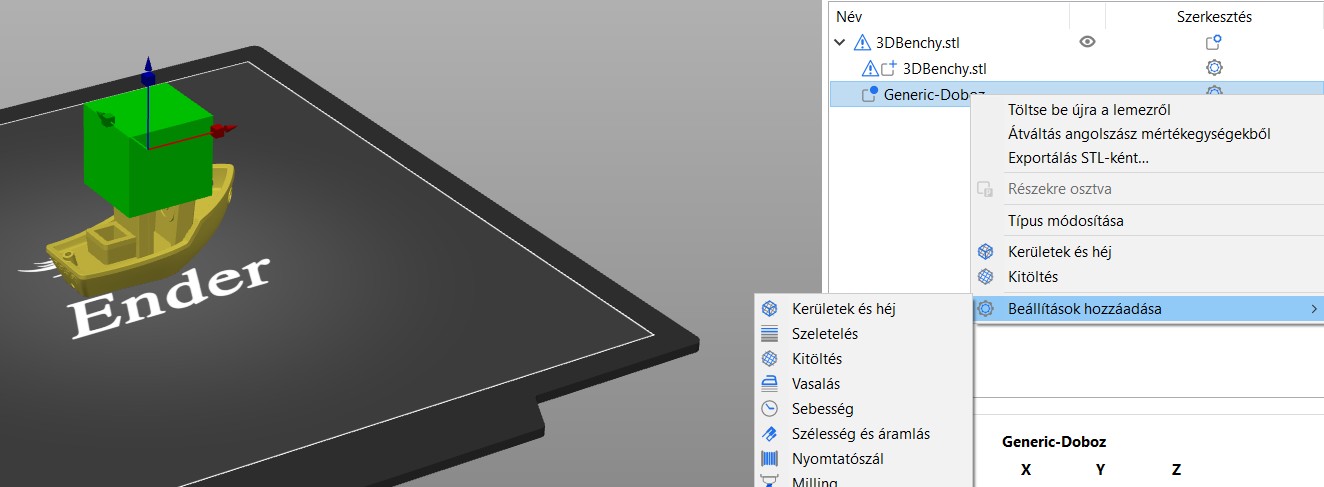 Név Szerkesztés
3DBenchy.stl
3DBenchy.stl
Generic-Doboz
Töltse be újra a lemezről
Átváltás angolszász mértékegységekből
Exportálás STL-ként...
Részekre osztva
Típus módosítása
Kerületek és héj
Kitöltés
Beállítások hozzáadása
Kerületek és héj
Szeletelés
Kitöltés
Vasalás
Sebesség
Szélesség és áramlás
Nyomtatószál
Milling
Generic-Doboz
X Y Z
Ender